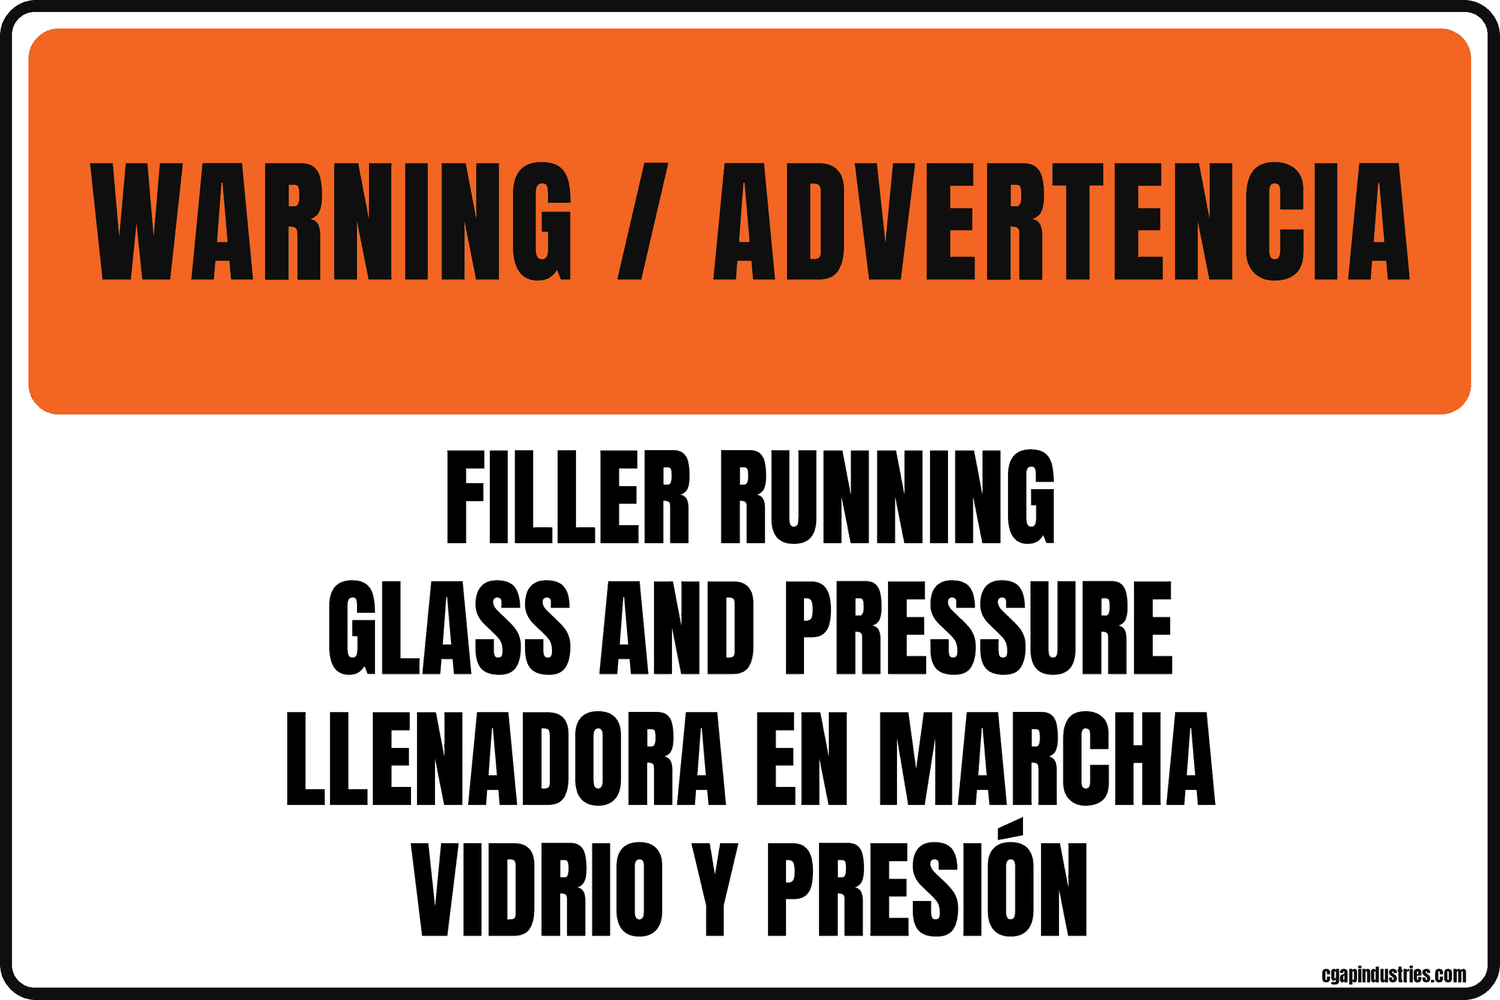 WARNING / ADVERTENCIA
FILLER RUNNING
GLASS AND PRESSURE
LLENADORA EN MARCHA
VIDRIO Y PRESIÓN
cgapindustries.com